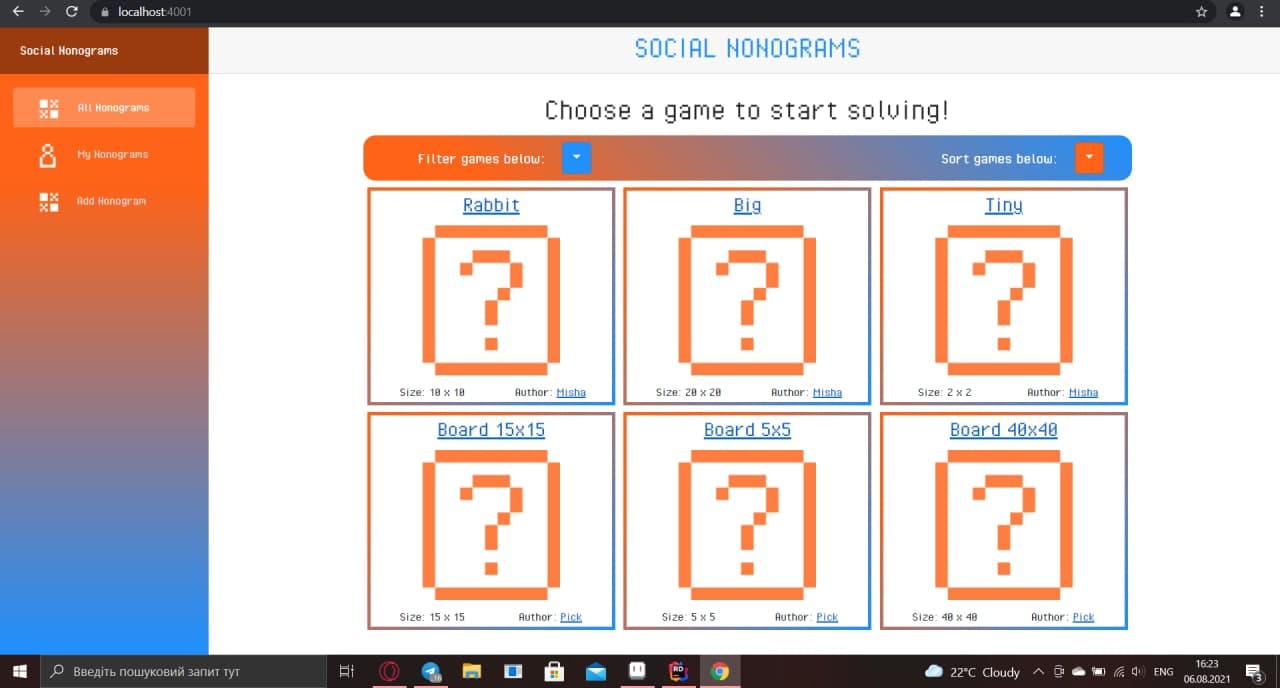 localhost:4001
Social Nonograms
SOCIAL NONOGRAMS
All Nonograms
My Nonograms
Add Nonogram
Choose a game to start solving!
Filter games below:
Sort games below:
Rabbit
Big
Tiny
Size: 10 x 10
Author: Misha
Size: 20 x 20
Author: Misha
Size: 2 x 2
Author: Misha
Board 15x15
Board 5x5
Board 40x40
Size: 15 x 15
Author: Pick
Size: 5 x 5
Author: Pick
Size: 40 x 40
Author: Pick
Введіть пошуковий запит тут
22°C Cloudy
ENG
16:23
06.08.2021
3